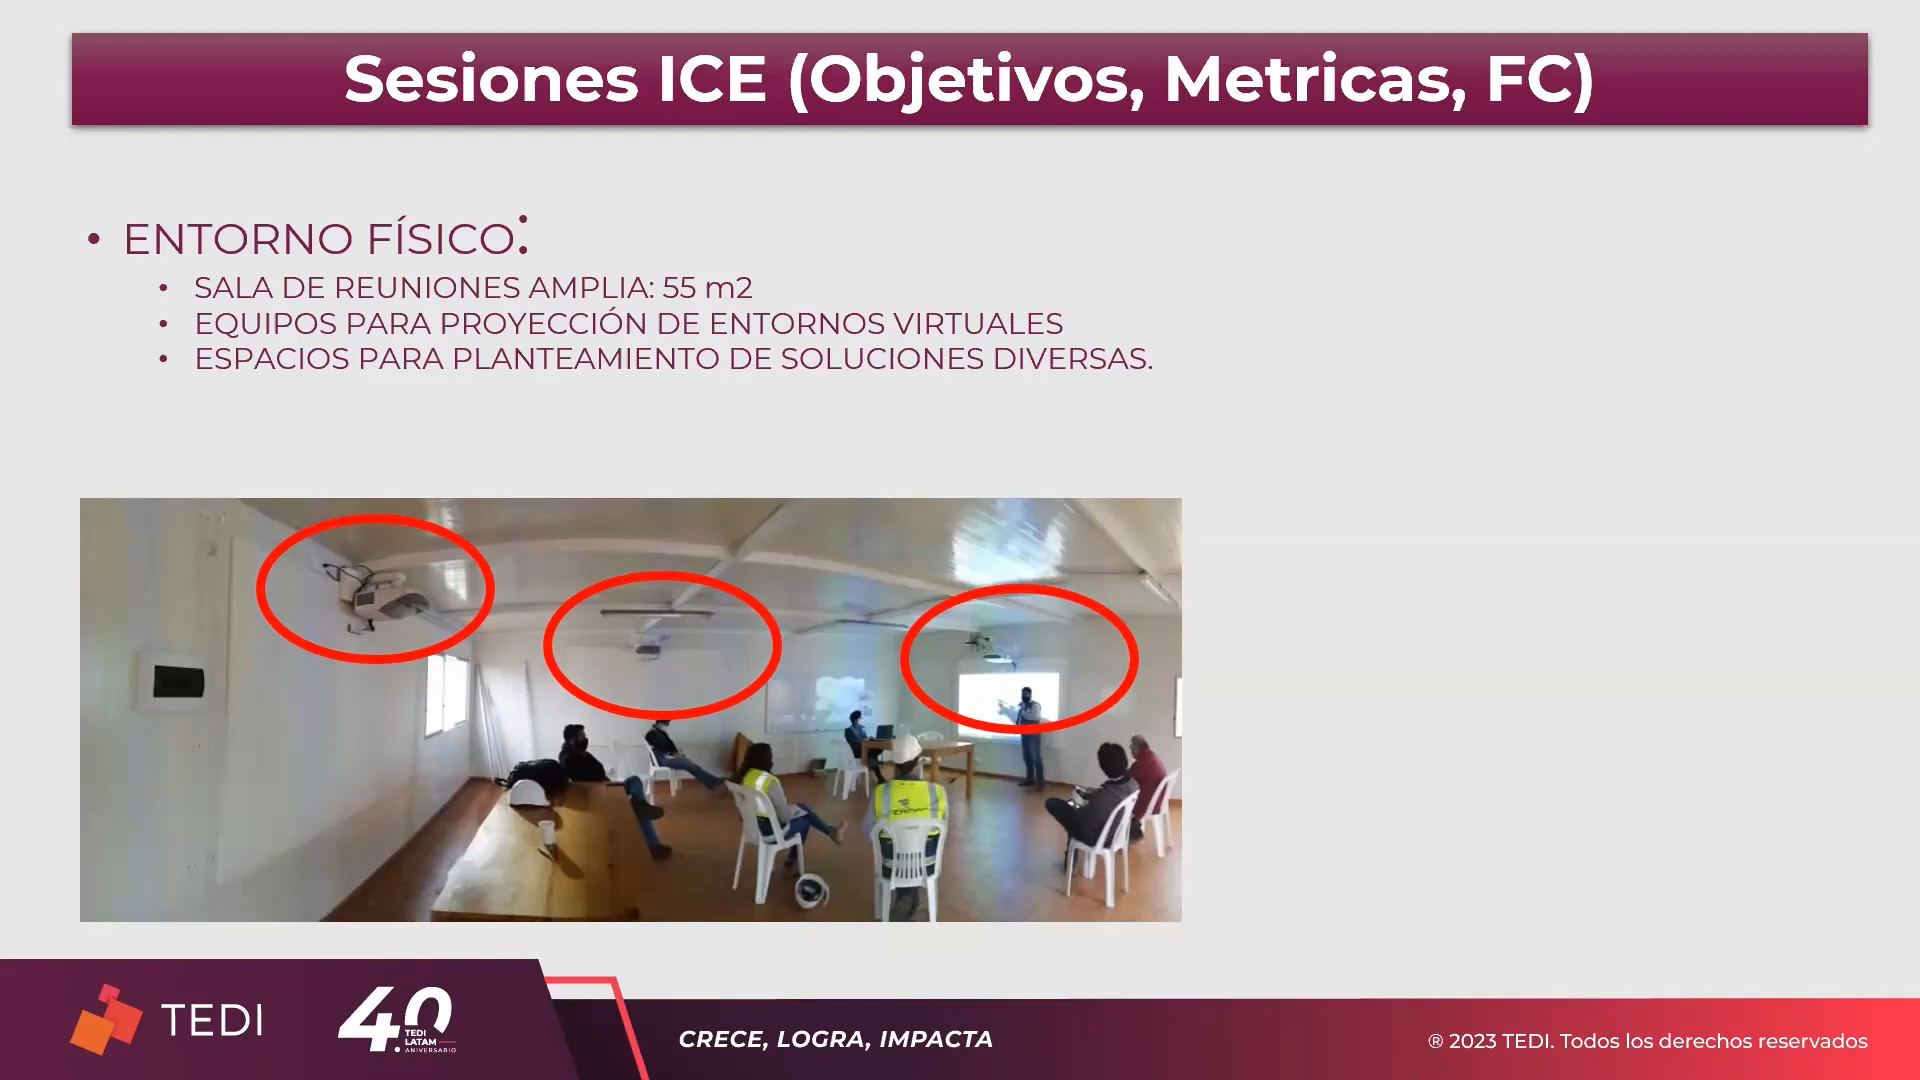 Sesiones ICE (Objetivos, Metricas, FC)
• ENTORNO FÍSICO:
• SALA DE REUNIONES AMPLIA: 55 m2
• EQUIPOS PARA PROYECCIÓN DE ENTORNOS VIRTUALES
• ESPACIOS PARA PLANTEAMIENTO DE SOLUCIONES DIVERSAS.
TEDI
4.0
TEDI
LATAM
ANIVERSARIO
CRECE, LOGRA, IMPACTA
® 2023 TEDI. Todos los derechos reservados